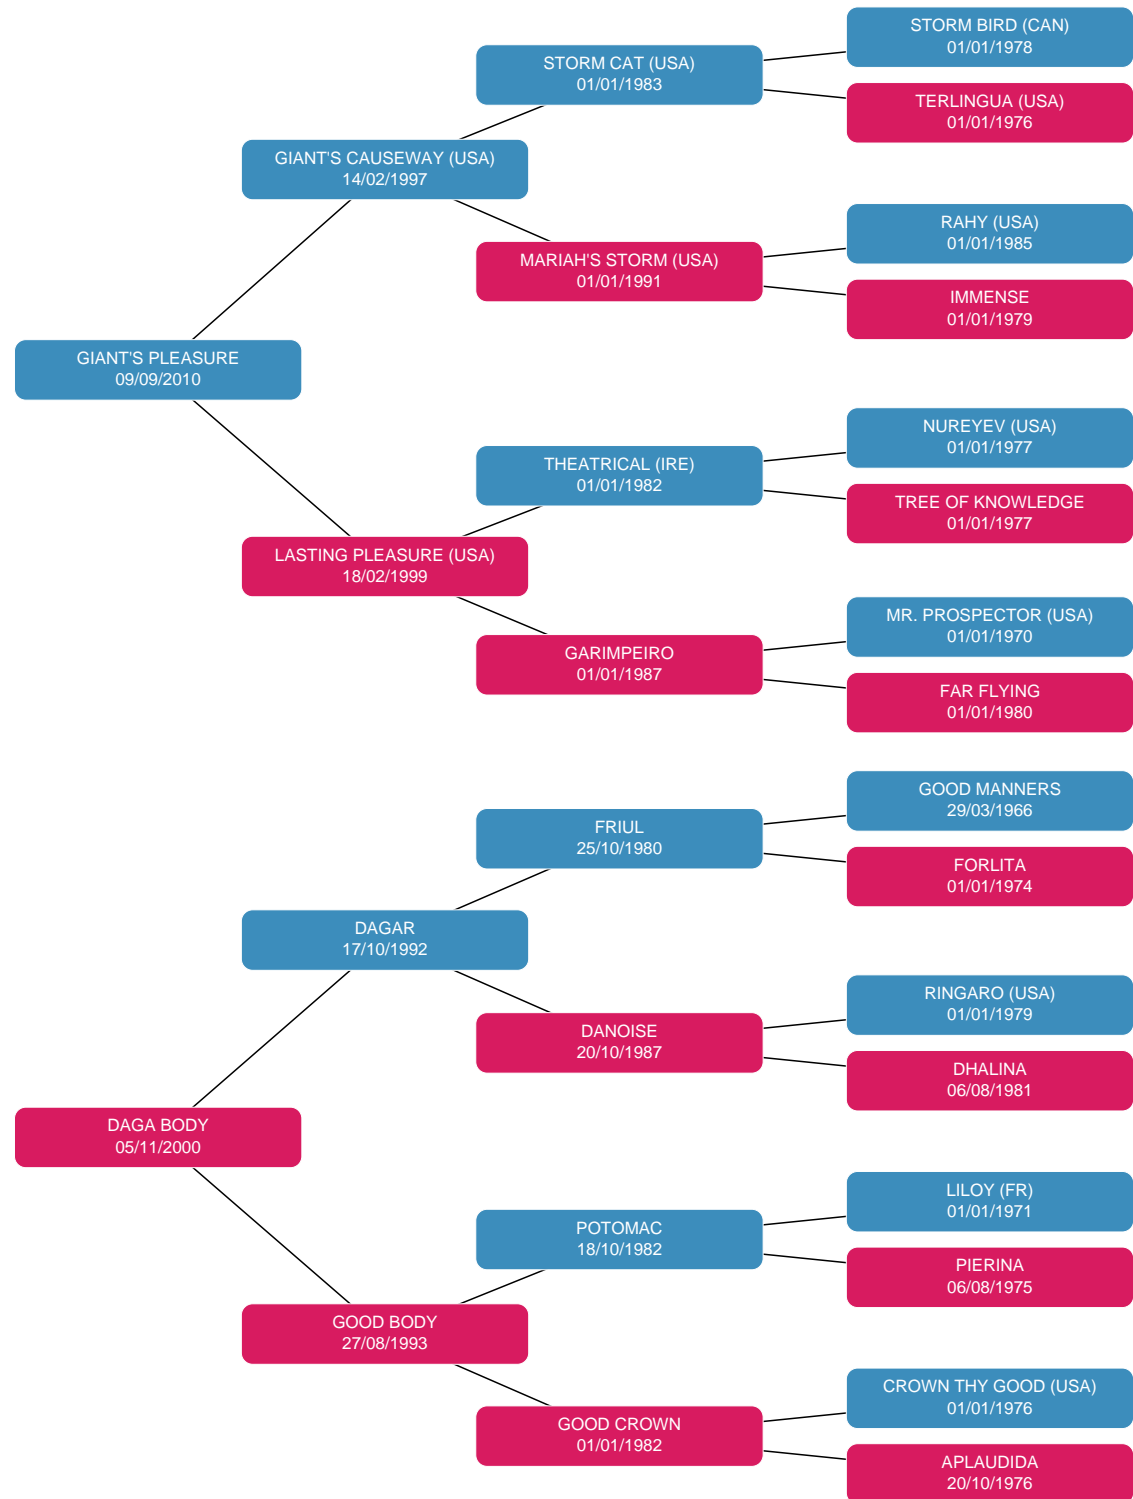 STORM BIRD (CAN)
01/01/1978
STORM CAT (USA)
01/01/1983
TERLINGUA (USA)
01/01/1976
GIANT'S CAUSEWAY (USA)
14/02/1997
RAHY (USA)
01/01/1985
MARIAH'S STORM (USA)
01/01/1991
IMMENSE
01/01/1979
GIANT'S PLEASURE
09/09/2010
NUREYEV (USA)
01/01/1977
THEATRICAL (IRE)
01/01/1982
TREE OF KNOWLEDGE
01/01/1977
LASTING PLEASURE (USA)
18/02/1999
MR. PROSPECTOR (USA)
01/01/1970
GARIMPEIRO
01/01/1987
FAR FLYING
01/01/1980
GOOD MANNERS
29/03/1966
FRIUL
25/10/1980
FORLITA
01/01/1974
DAGAR
17/10/1992
RINGARO (USA)
01/01/1979
DANOISE
20/10/1987
DHALINA
06/08/1981
DAGA BODY
05/11/2000
LILOY (FR)
01/01/1971
POTOMAC
18/10/1982
PIERINA
06/08/1975
GOOD BODY
27/08/1993
CROWN THY GOOD (USA)
01/01/1976
GOOD CROWN
01/01/1982
APLAUDIDA
20/10/1976